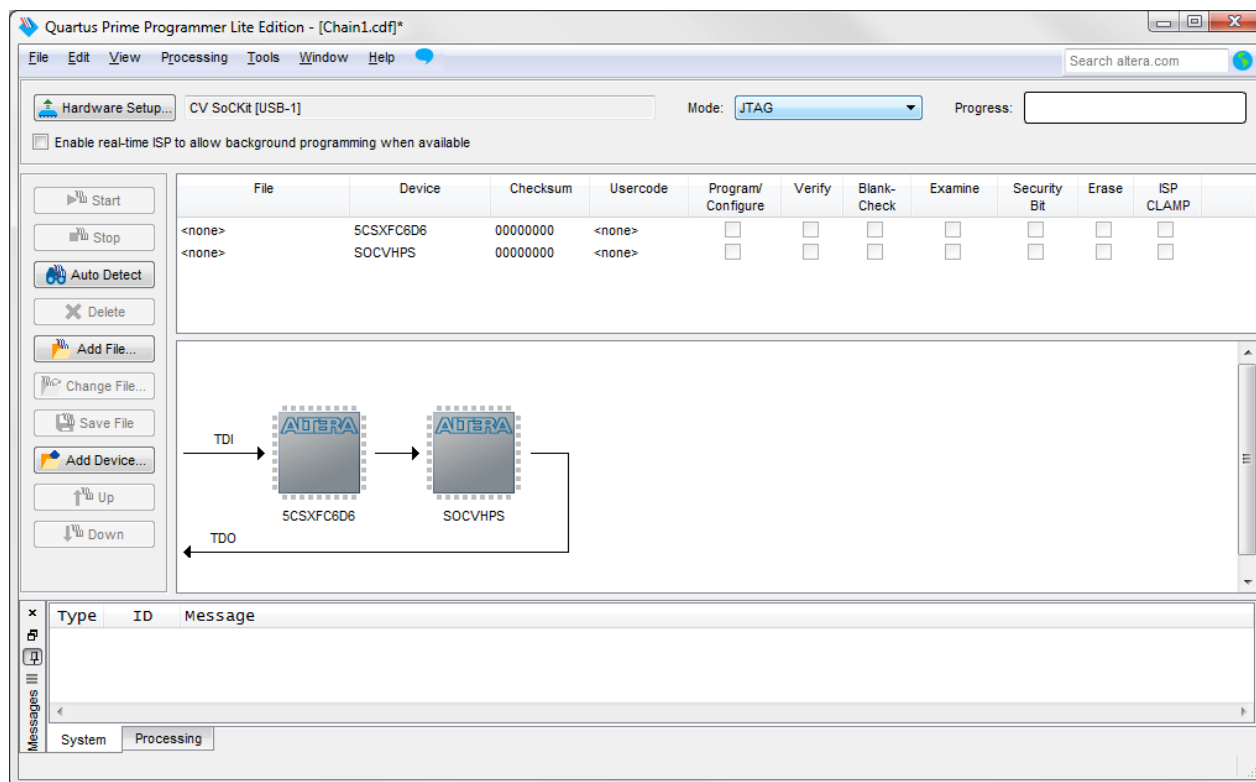 Quartus Prime Programmer Lite Edition - [Chain1.cdf]*
File Edit View Processing Tools Window Help Search altera.com
Hardware Setup... CV SoCKit [USB-1] Mode: JTAG Progress:
Enable real-time ISP to allow background programming when available
Start
Stop
Auto Detect
Delete
Add File...
Change File...
Save File
Add Device...
Up
Down
File Device Checksum Usercode Program/ Verify Blank- Examine Security Erase ISP
Configure Check Bit CLAMP
<none> 5CSXFC6D6 00000000 <none>
<none> SOCVHPS 00000000 <none>
ALTERA ALTERA
TDI
5CSXFC6D6 SOCVHPS
TDO
Type ID Message
Messages
System Processing